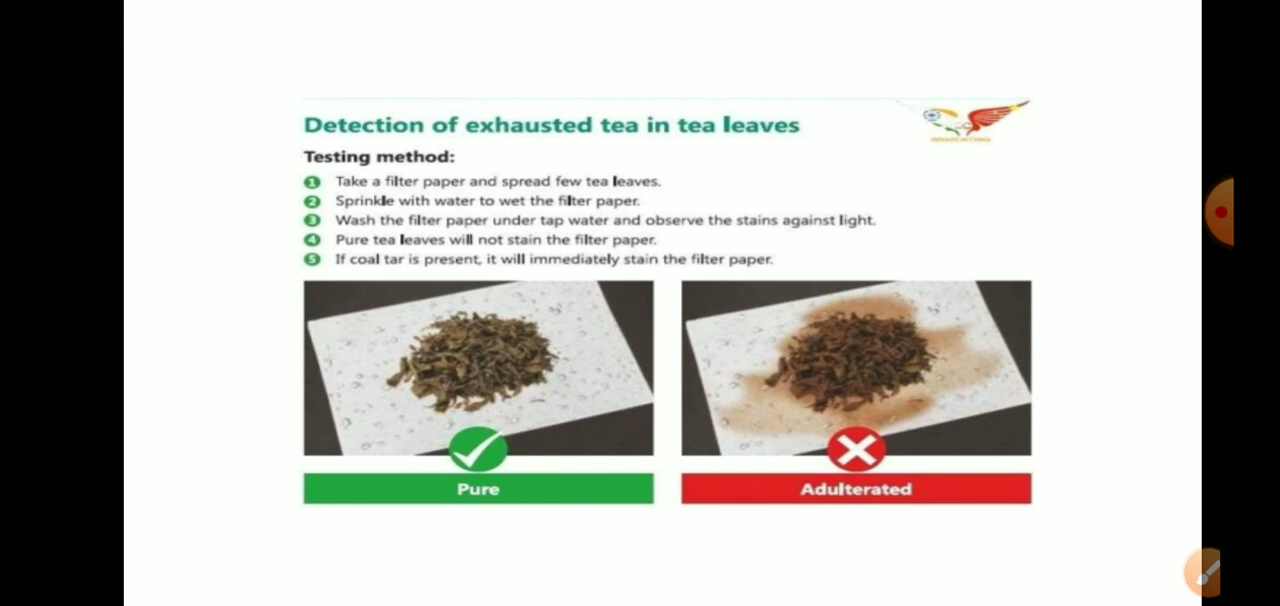 Detection of exhausted tea in tea leaves
INDIANS IN CHINA
Testing method:
1 Take a filter paper and spread few tea leaves.
2 Sprinkle with water to wet the filter paper.
3 Wash the filter paper under tap water and observe the stains against light.
4 Pure tea leaves will not stain the filter paper.
5 If coal tar is present, it will immediately stain the filter paper.
Pure
Adulterated